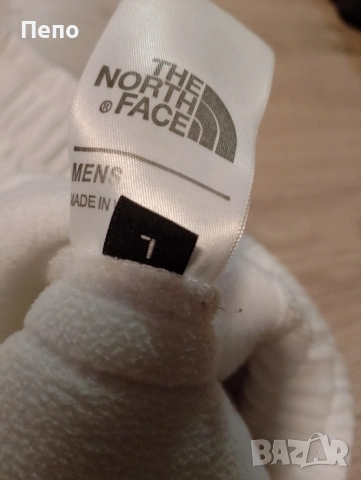 Пепо
THE
NORTH
® FACE
MENS
MADE IN
L
BAZAR